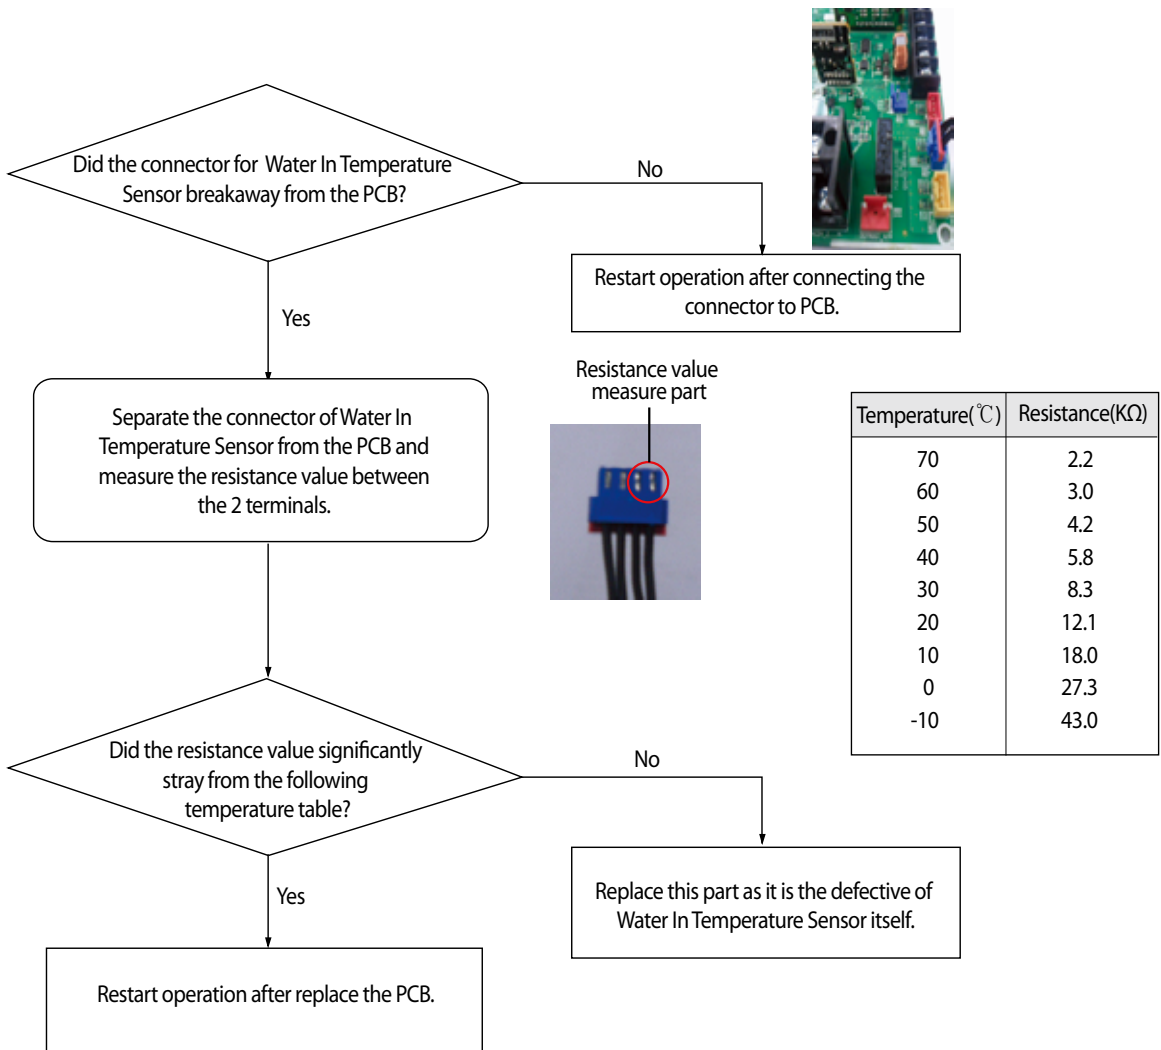 Did the connector for Water In Temperature
Sensor breakaway from the PCB?
No
Restart operation after connecting the
connector to PCB.
Yes
Separate the connector of Water In
Temperature Sensor from the PCB and
measure the resistance value between
the 2 terminals.
Resistance value
measure part
Temperature(℃) Resistance(KΩ)
70 2.2
60 3.0
50 4.2
40 5.8
30 8.3
20 12.1
10 18.0
0 27.3
-10 43.0
Did the resistance value significantly
stray from the following
temperature table?
No
Replace this part as it is the defective of
Water In Temperature Sensor itself.
Yes
Restart operation after replace the PCB.